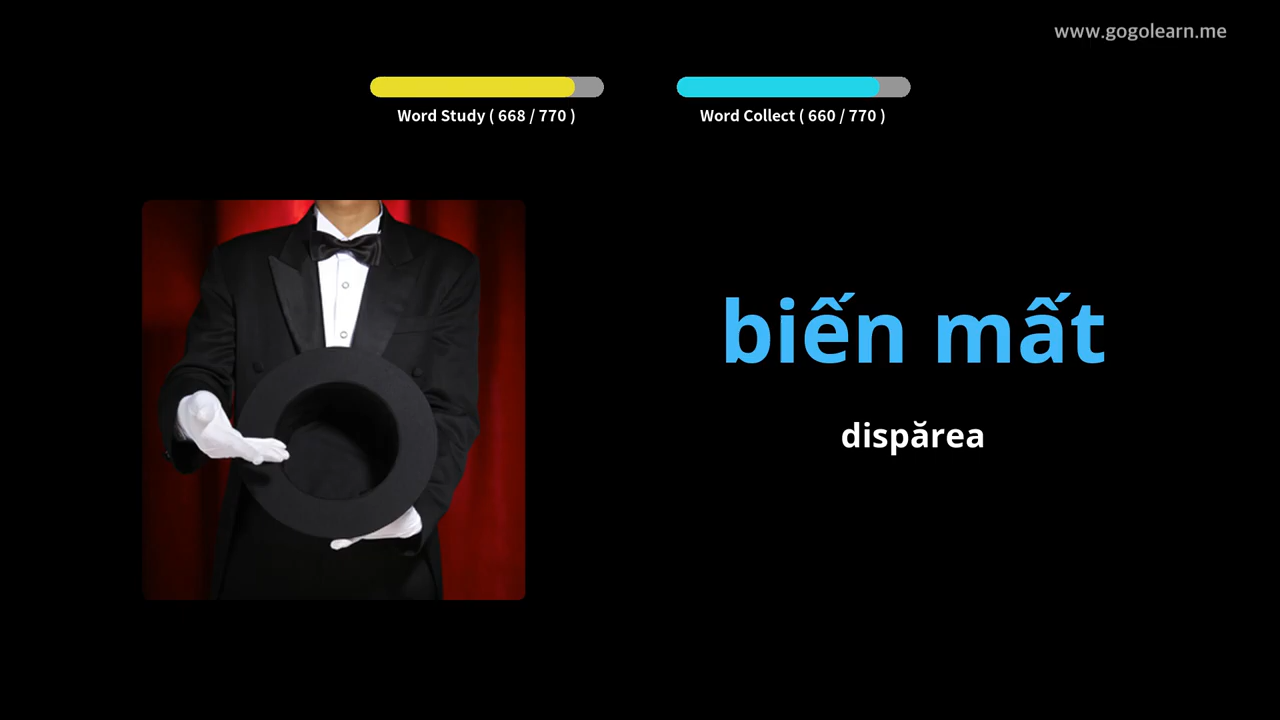 www.gogolearn.me
Word Study ( 668 / 770 )
Word Collect ( 660 / 770 )
biến mất
dispărea